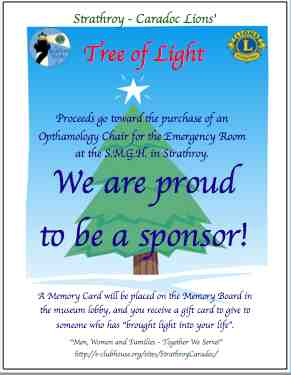 Strathroy - Caradoc Lions'
Tree of Light
Proceeds go toward the purchase of an
Opthamology Chair for the Emergency Room
at the S.M.G.H. in Strathroy.
We are proud
to be a sponsor!
A Memory Card will be placed on the Memory Board in
the museum lobby, and you receive a gift card to give to
someone who has "brought light into your life".
"Men, Women and Families - Together We Serve!"
http://e-clubhouse.org/sites/StrathroyCaradoc/